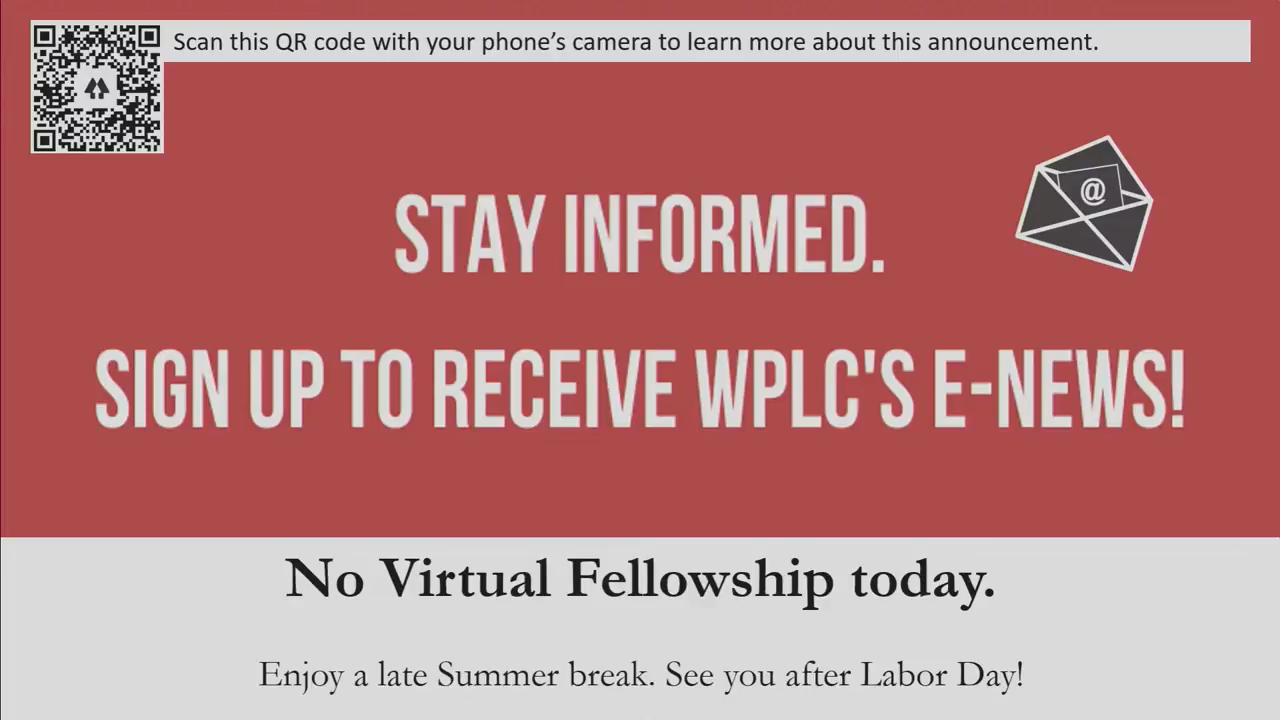 Scan this QR code with your phone’s camera to learn more about this announcement.
@
STAY INFORMED.
SIGN UP TO RECEIVE WPLC'S E-NEWS!
No Virtual Fellowship today.
Enjoy a late Summer break. See you after Labor Day!